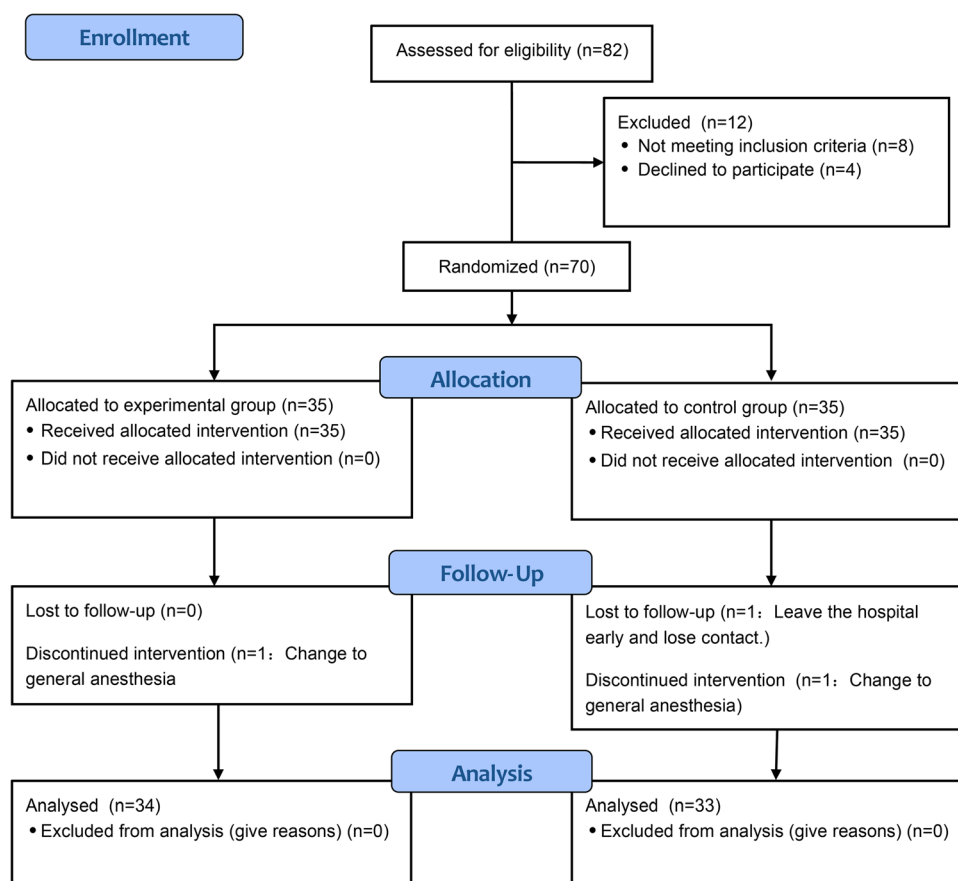 Enrollment
Assessed for eligibility (n=82)
Excluded (n=12)
• Not meeting inclusion criteria (n=8)
• Declined to participate (n=4)
Randomized (n=70)
Allocation
Allocated to experimental group (n=35)
• Received allocated intervention (n=35)
• Did not receive allocated intervention (n=0)
Allocated to control group (n=35)
• Received allocated intervention (n=35)
• Did not receive allocated intervention (n=0)
Follow-Up
Lost to follow-up (n=0)
Discontinued intervention (n=1：Change to
general anesthesia
Lost to follow-up (n=1：Leave the hospital
early and lose contact.)
Discontinued intervention (n=1：Change to
general anesthesia)
Analysis
Analysed (n=34)
• Excluded from analysis (give reasons) (n=0)
Analysed (n=33)
• Excluded from analysis (give reasons) (n=0)